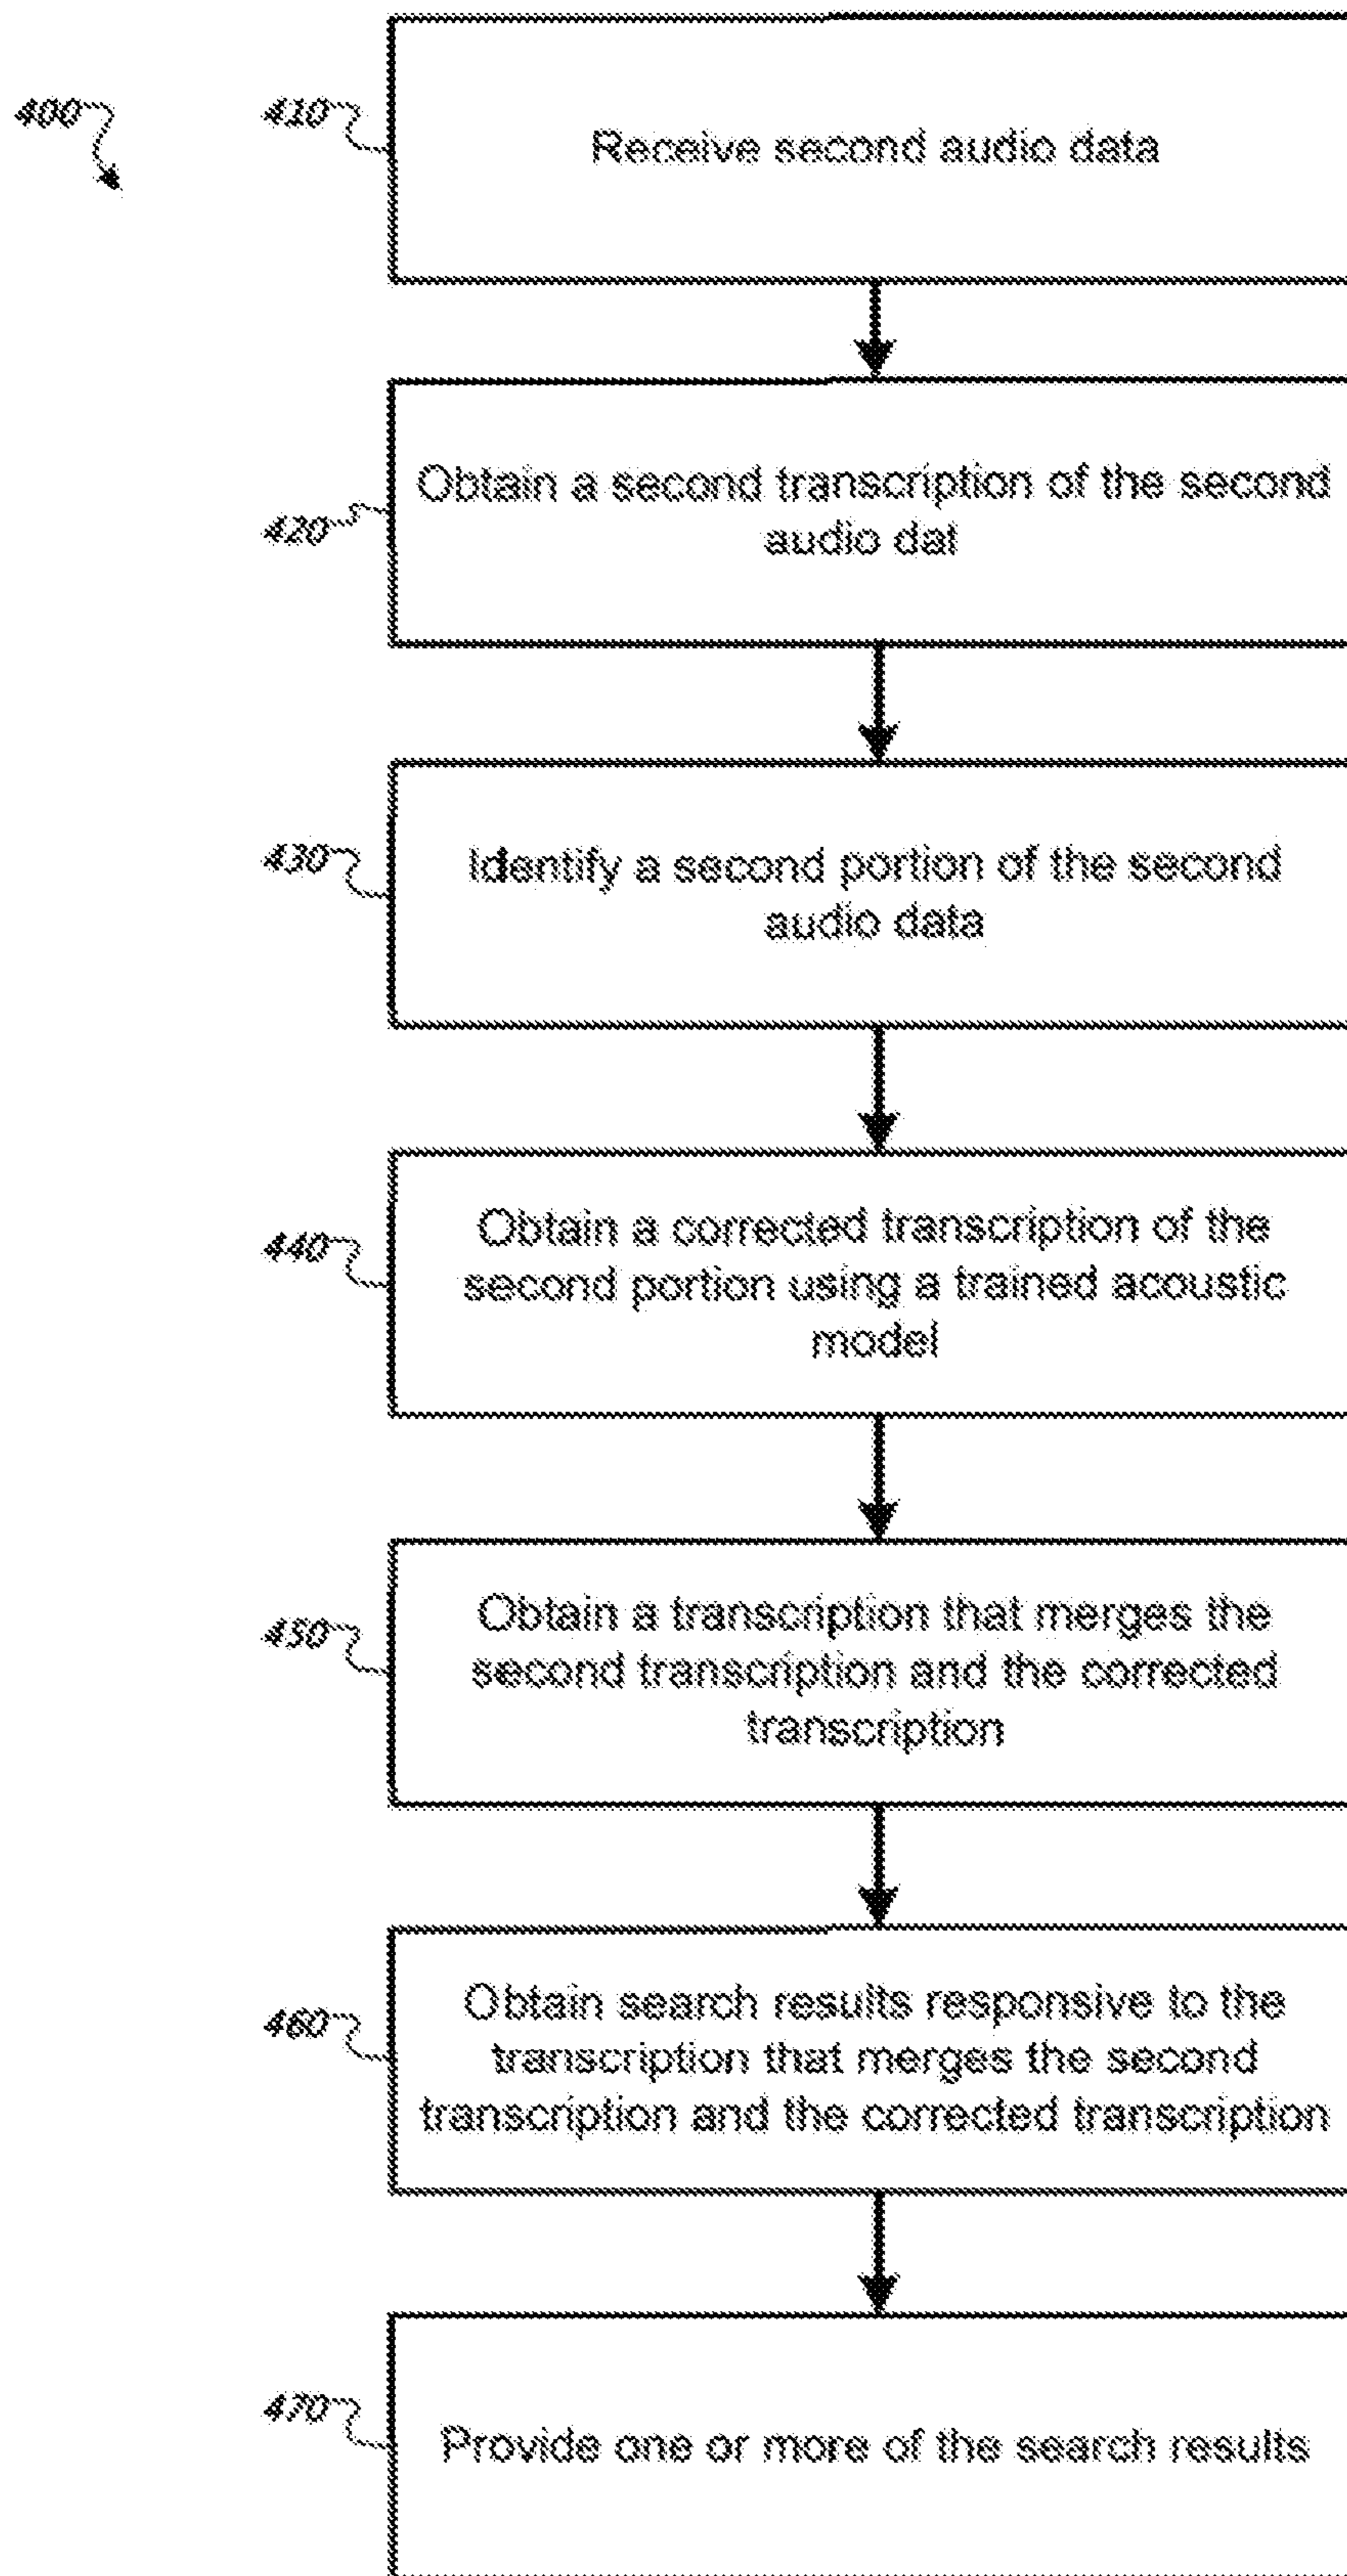 400
410
Receive second audio data
420
Obtain a second transcription of the second
audio dat
430
Identify a second portion of the second
audio data
440
Obtain a corrected transcription of the
second portion using a trained acoustic
model
450
Obtain a transcription that merges the
second transcription and the corrected
transcription
460
Obtain search results responsive to the
transcription that merges the second
transcription and the corrected transcription
470
Provide one or more of the search results